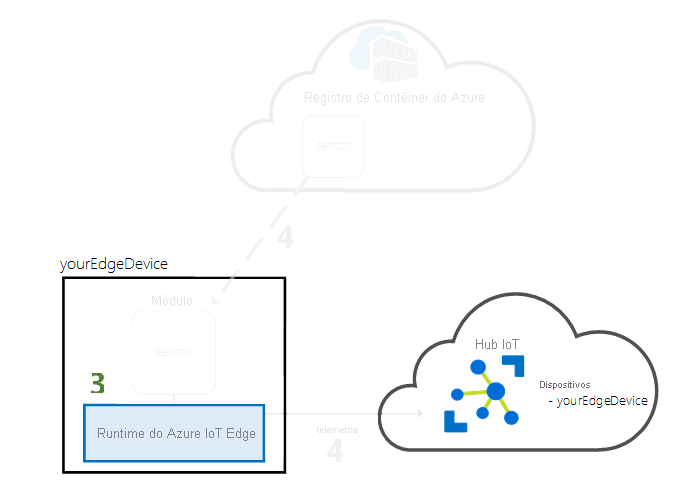 Registro de Contêiner do Azure
sensor
4
yourEdgeDevice
Módulo
sensor
3
Runtime do Azure IoT Edge
telemetria
4
Hub IoT
Dispositivos
- yourEdgeDevice